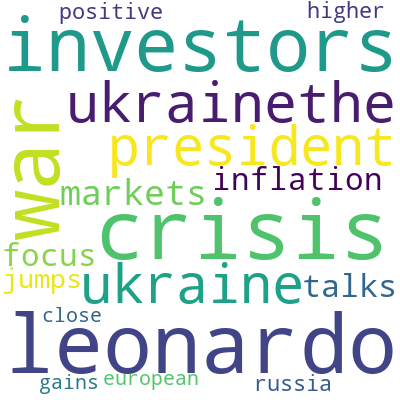 positive higher
investors
ukrainethe
war
president
inflation
markets
crisis
focus
ukraine talks
jumps
close
leonardo
gains european russia